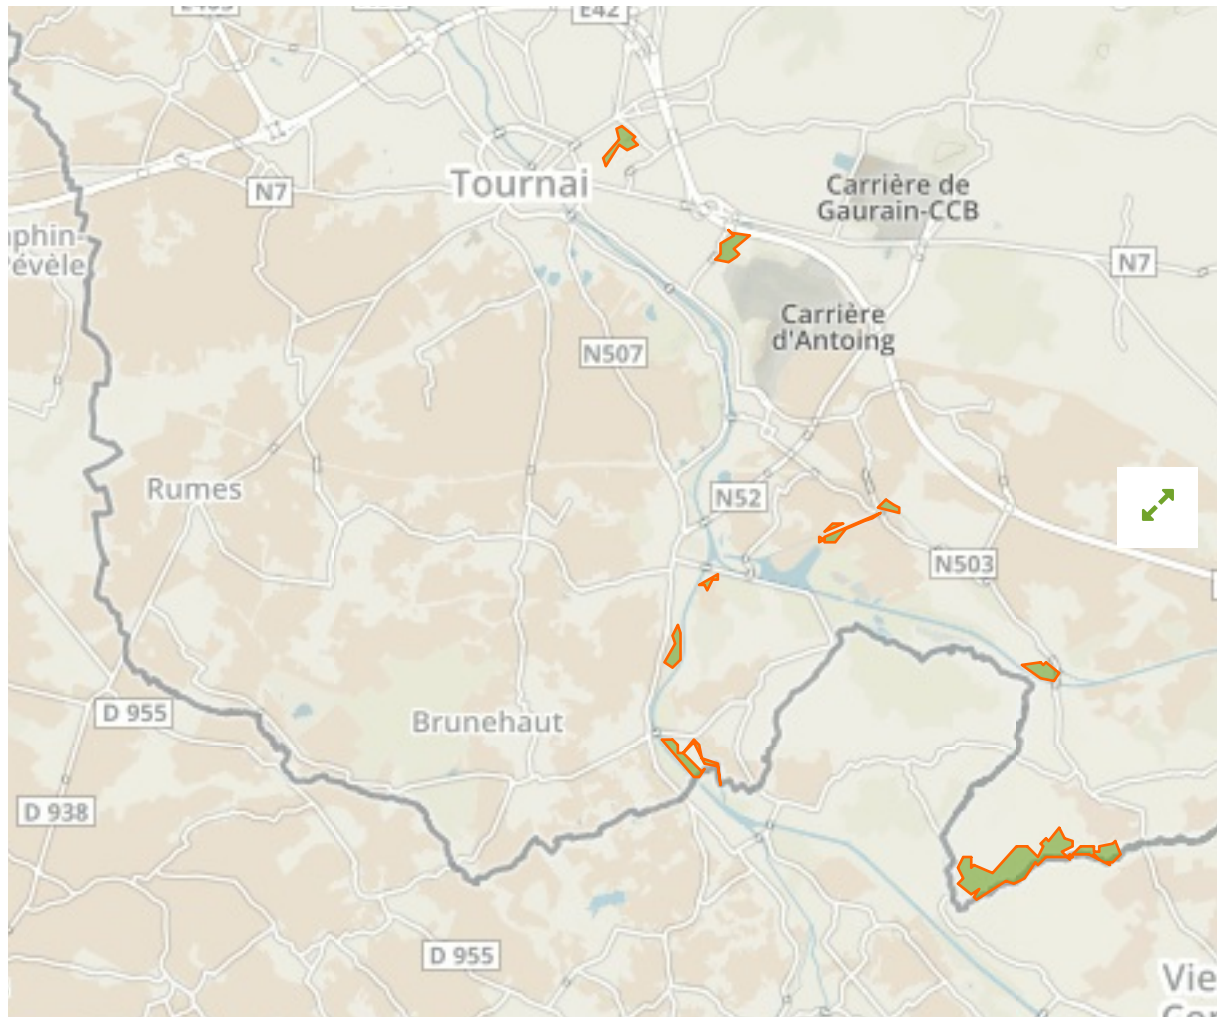 E42
Tournai
N7
Carrière de
Gaurain-CCB
N7
Carrière
d'Antoing
N507
Rumes
N52
N503
D 955
Brunehaut
D 938
D 955